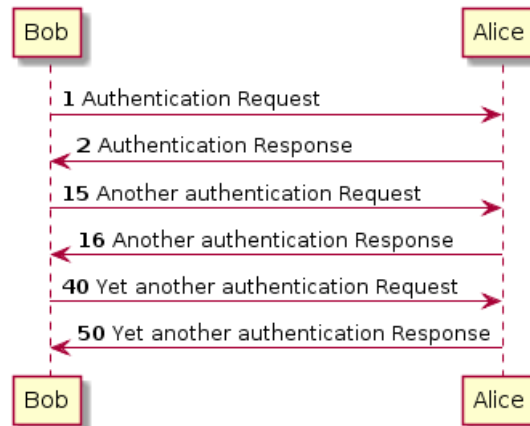 Bob Alice
1 Authentication Request
2 Authentication Response
15 Another authentication Request
16 Another authentication Response
40 Yet another authentication Request
50 Yet another authentication Response
Bob Alice